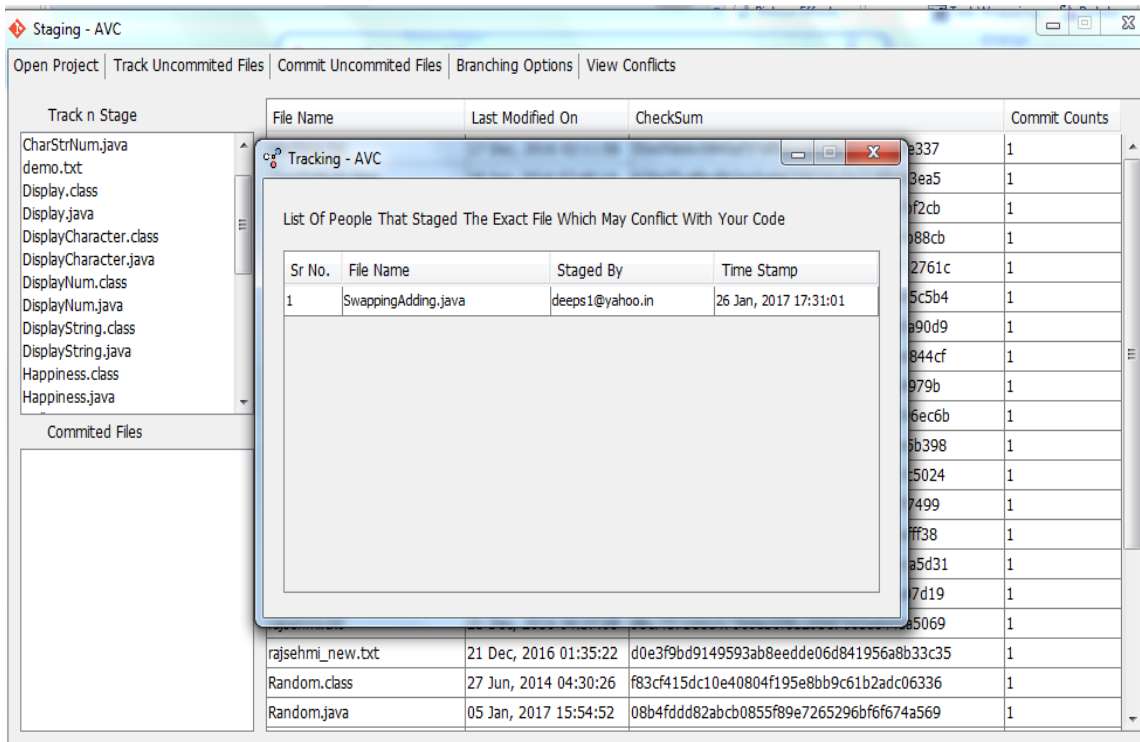 Staging - AVC
Open Project | Track Uncommited Files | Commit Uncommited Files | Branching Options | View Conflicts
Track n Stage
CharStrNum.java
demo.txt
Display.class
Display.java
DisplayCharacter.class
DisplayCharacter.java
DisplayNum.class
DisplayNum.java
DisplayString.class
DisplayString.java
Happiness.class
Happiness.java
Commited Files
File Name Last Modified On CheckSum Commit Counts
e337 1
3ea5 1
bf2cb 1
b88cb 1
2761c 1
5c5b4 1
a90d9 1
844cf 1
979b 1
6ec6b 1
5b398 1
c5024 1
7499 1
fff38 1
a5d31 1
7d19 1
a5069 1
rajsehmi_new.txt 21 Dec, 2016 01:35:22 d0e3f9bd9149593ab8eedde06d841956a8b33c35 1
Random.class 27 Jun, 2014 04:30:26 f83cf415dc10e40804f195e8bb9c61b2adc06336 1
Random.java 05 Jan, 2017 15:54:52 08b4fddd82abcb0855f89e7265296bf6f674a569 1
Tracking - AVC
List Of People That Staged The Exact File Which May Conflict With Your Code
Sr No. File Name Staged By Time Stamp
1 SwappingAdding.java deeps1@yahoo.in 26 Jan, 2017 17:31:01